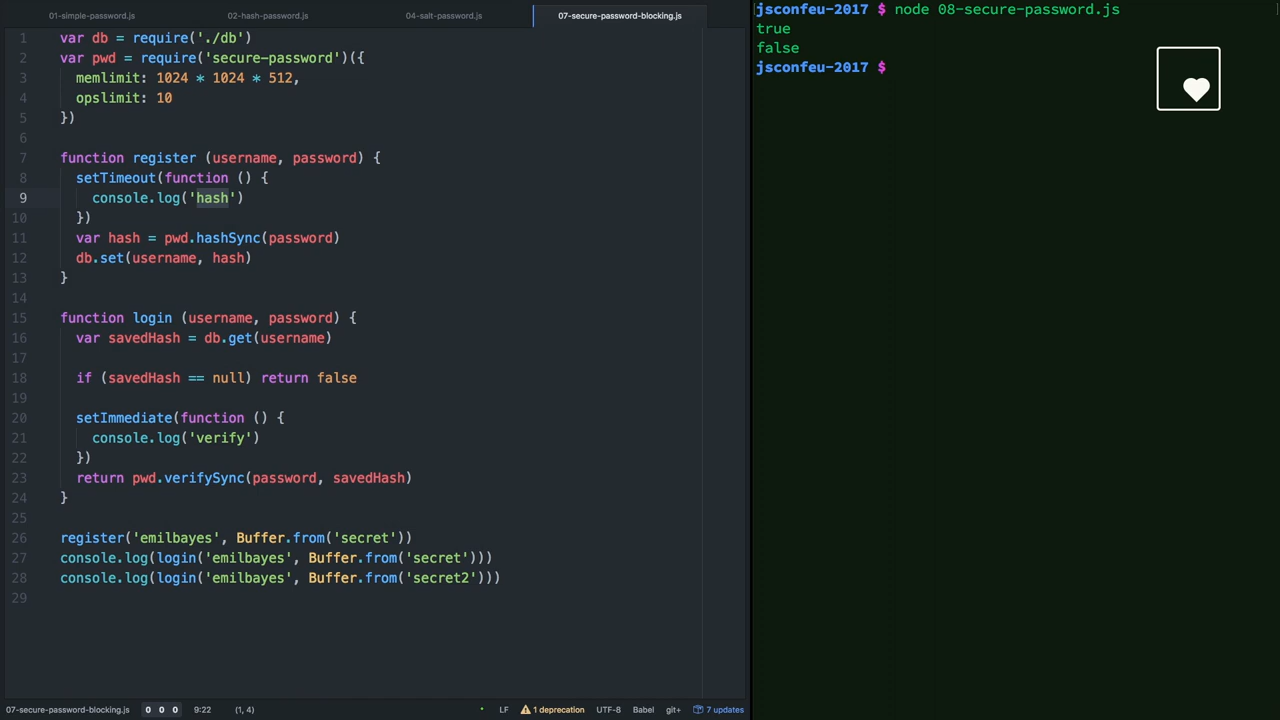 01-simple-password.js 02-hash-password.js 04-salt-password.js 07-secure-password-blocking.js
1 var db = require('./db')
2 var pwd = require('secure-password')({
3 memlimit: 1024 * 1024 * 512,
4 opslimit: 10
5 })
6
7 function register (username, password) {
8 setTimeout(function () {
9 console.log('hash')
10 })
11 var hash = pwd.hashSync(password)
12 db.set(username, hash)
13 }
14
15 function login (username, password) {
16 var savedHash = db.get(username)
17
18 if (savedHash == null) return false
19
20 setImmediate(function () {
21 console.log('verify')
22 })
23 return pwd.verifySync(password, savedHash)
24 }
25
26 register('emilbayes', Buffer.from('secret'))
27 console.log(login('emilbayes', Buffer.from('secret')))
28 console.log(login('emilbayes', Buffer.from('secret2')))
29
07-secure-password-blocking.js 0 0 0 9:22 (1, 4) LF 1 deprecation UTF-8 Babel git+ 7 updates
jsconfeu-2017 $ node 08-secure-password.js
true
false
jsconfeu-2017 $